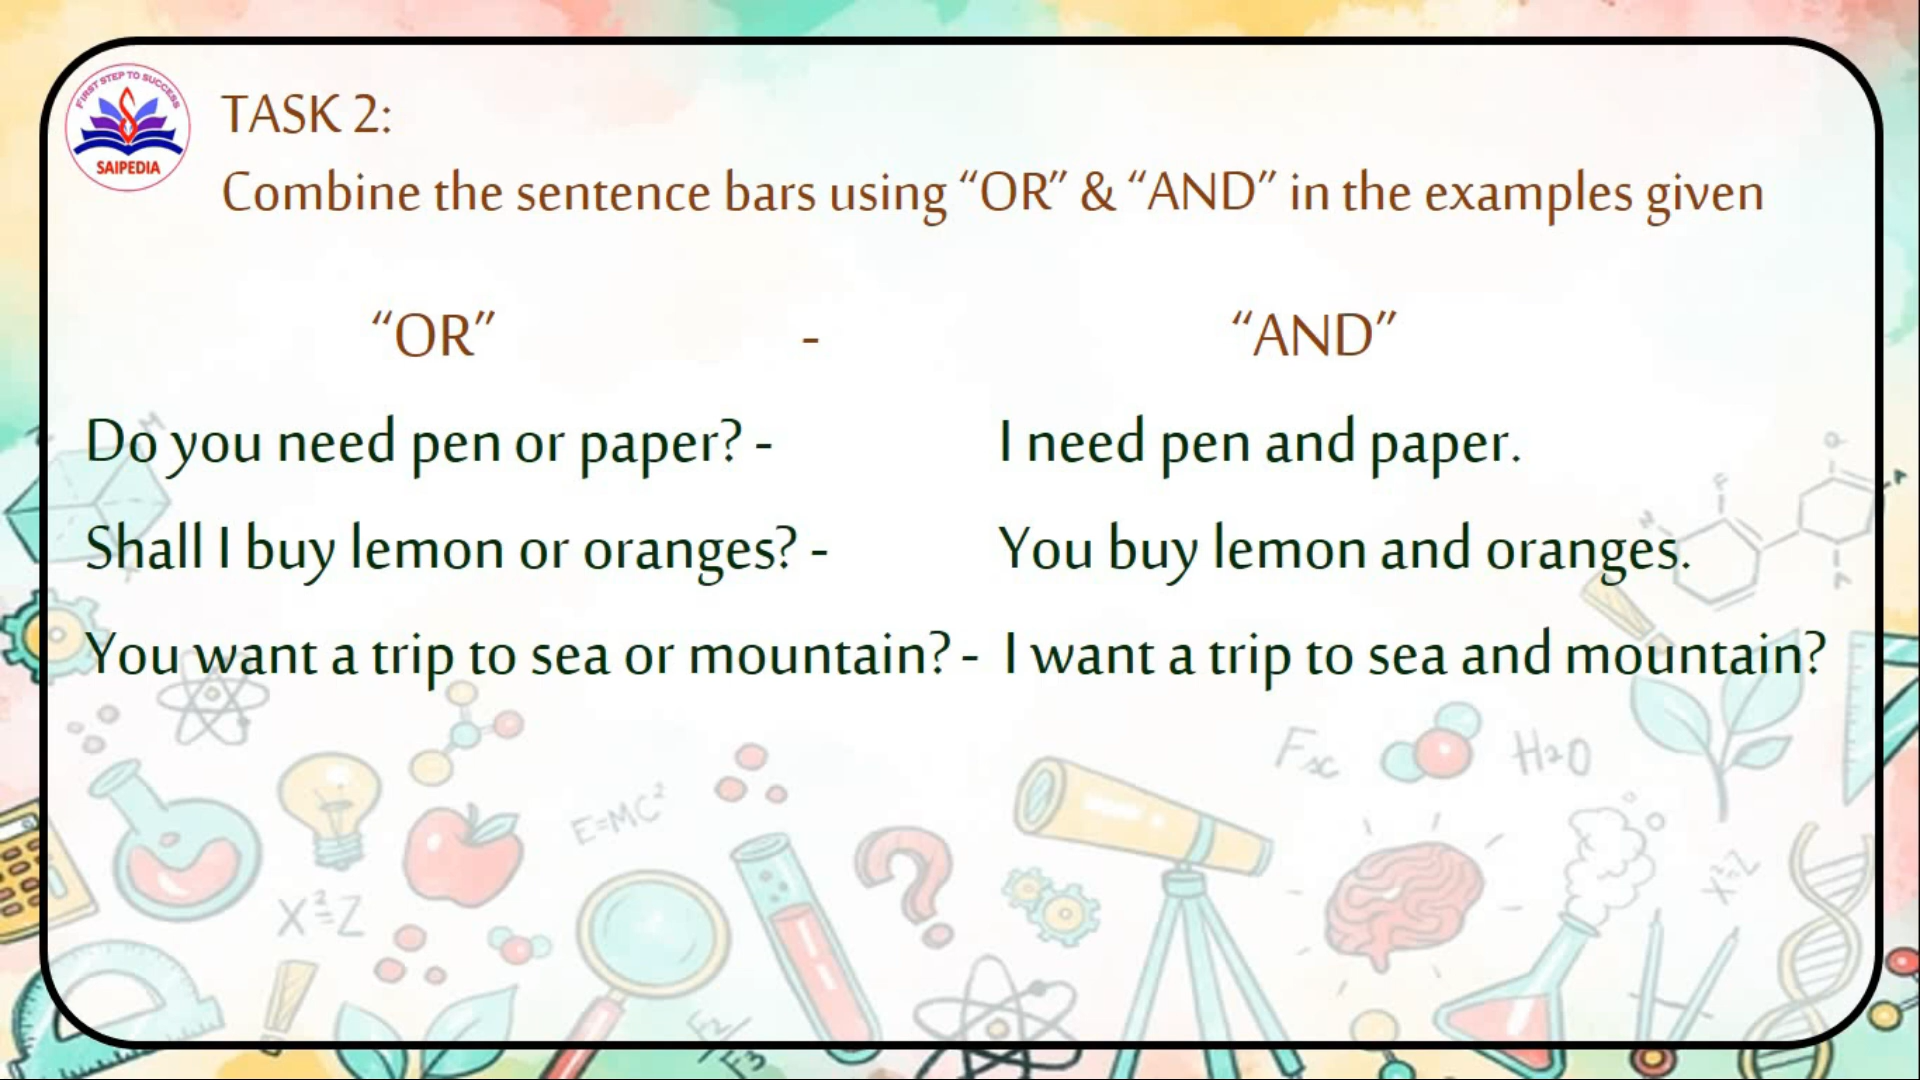 FIRST STEP TO SUCCESS
SAIPEDIA
TASK 2:
Combine the sentence bars using “OR” & “AND” in the examples given
“OR” - “AND”
Do you need pen or paper? - I need pen and paper.
Shall I buy lemon or oranges? - You buy lemon and oranges.
You want a trip to sea or mountain? - I want a trip to sea and mountain?
H2O
E=MC²